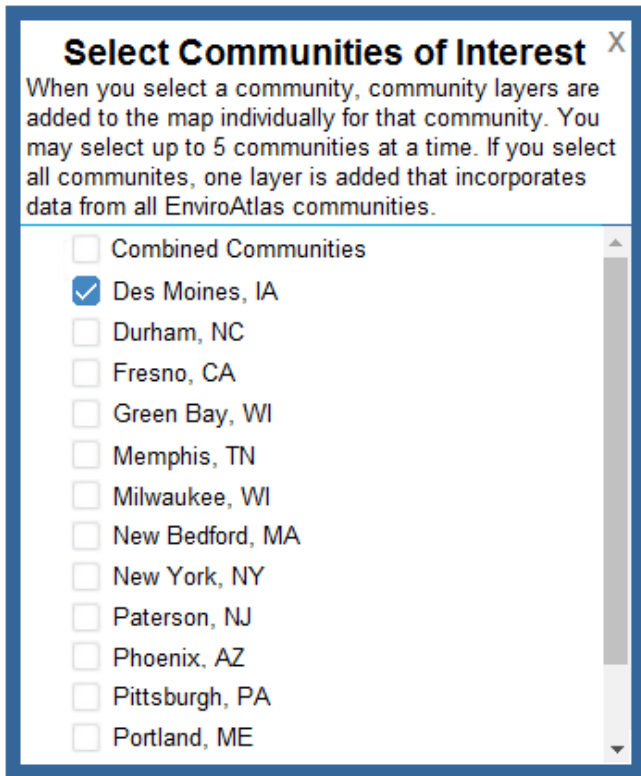 Select Communities of Interest X
When you select a community, community layers are
added to the map individually for that community. You
may select up to 5 communities at a time. If you select
all communites, one layer is added that incorporates
data from all EnviroAtlas communities.
Combined Communities
Des Moines, IA
Durham, NC
Fresno, CA
Green Bay, WI
Memphis, TN
Milwaukee, WI
New Bedford, MA
New York, NY
Paterson, NJ
Phoenix, AZ
Pittsburgh, PA
Portland, ME